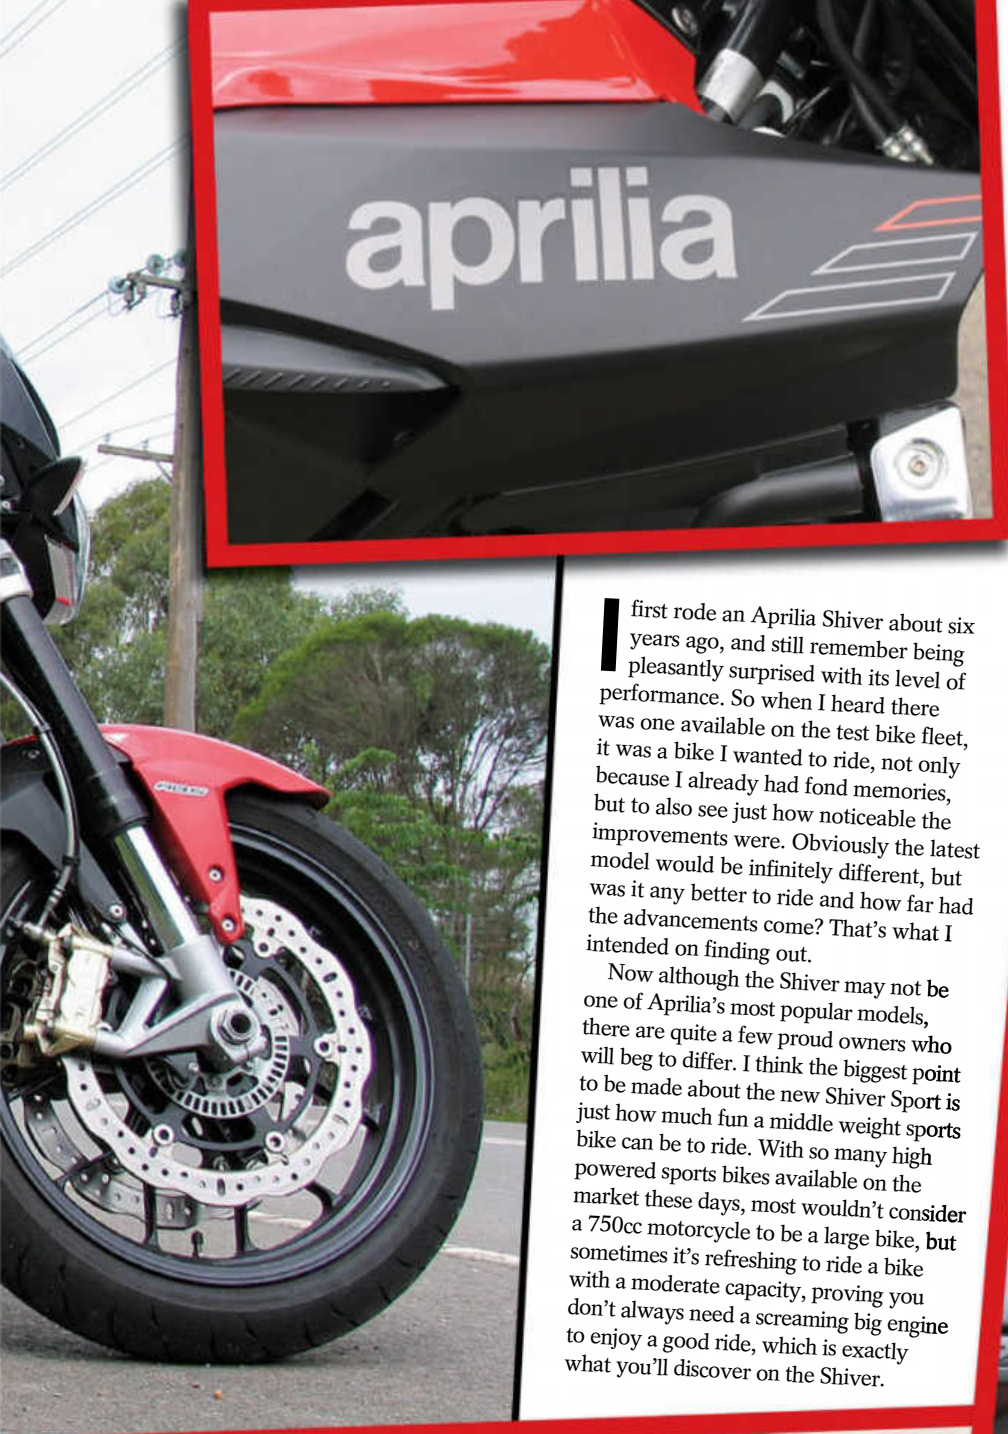 aprilia
I first rode an Aprilia Shiver about six
years ago, and still remember being
pleasantly surprised with its level of
performance. So when I heard there
was one available on the test bike fleet,
it was a bike I wanted to ride, not only
because I already had fond memories,
but to also see just how noticeable the
improvements were. Obviously the latest
model would be infinitely different, but
was it any better to ride and how far had
the advancements come? That's what I
intended on finding out.
Now although the Shiver may not be
one of Aprilia's most popular models,
there are quite a few proud owners who
will beg to differ. I think the biggest point
to be made about the new Shiver Sport is
just how much fun a middle weight sports
bike can be to ride. With so many high
powered sports bikes available on the
market these days, most wouldn't consider
a 750cc motorcycle to be a large bike, but
sometimes it's refreshing to ride a bike
with a moderate capacity, proving you
don't always need a screaming big engine
to enjoy a good ride, which is exactly
what you'll discover on the Shiver.